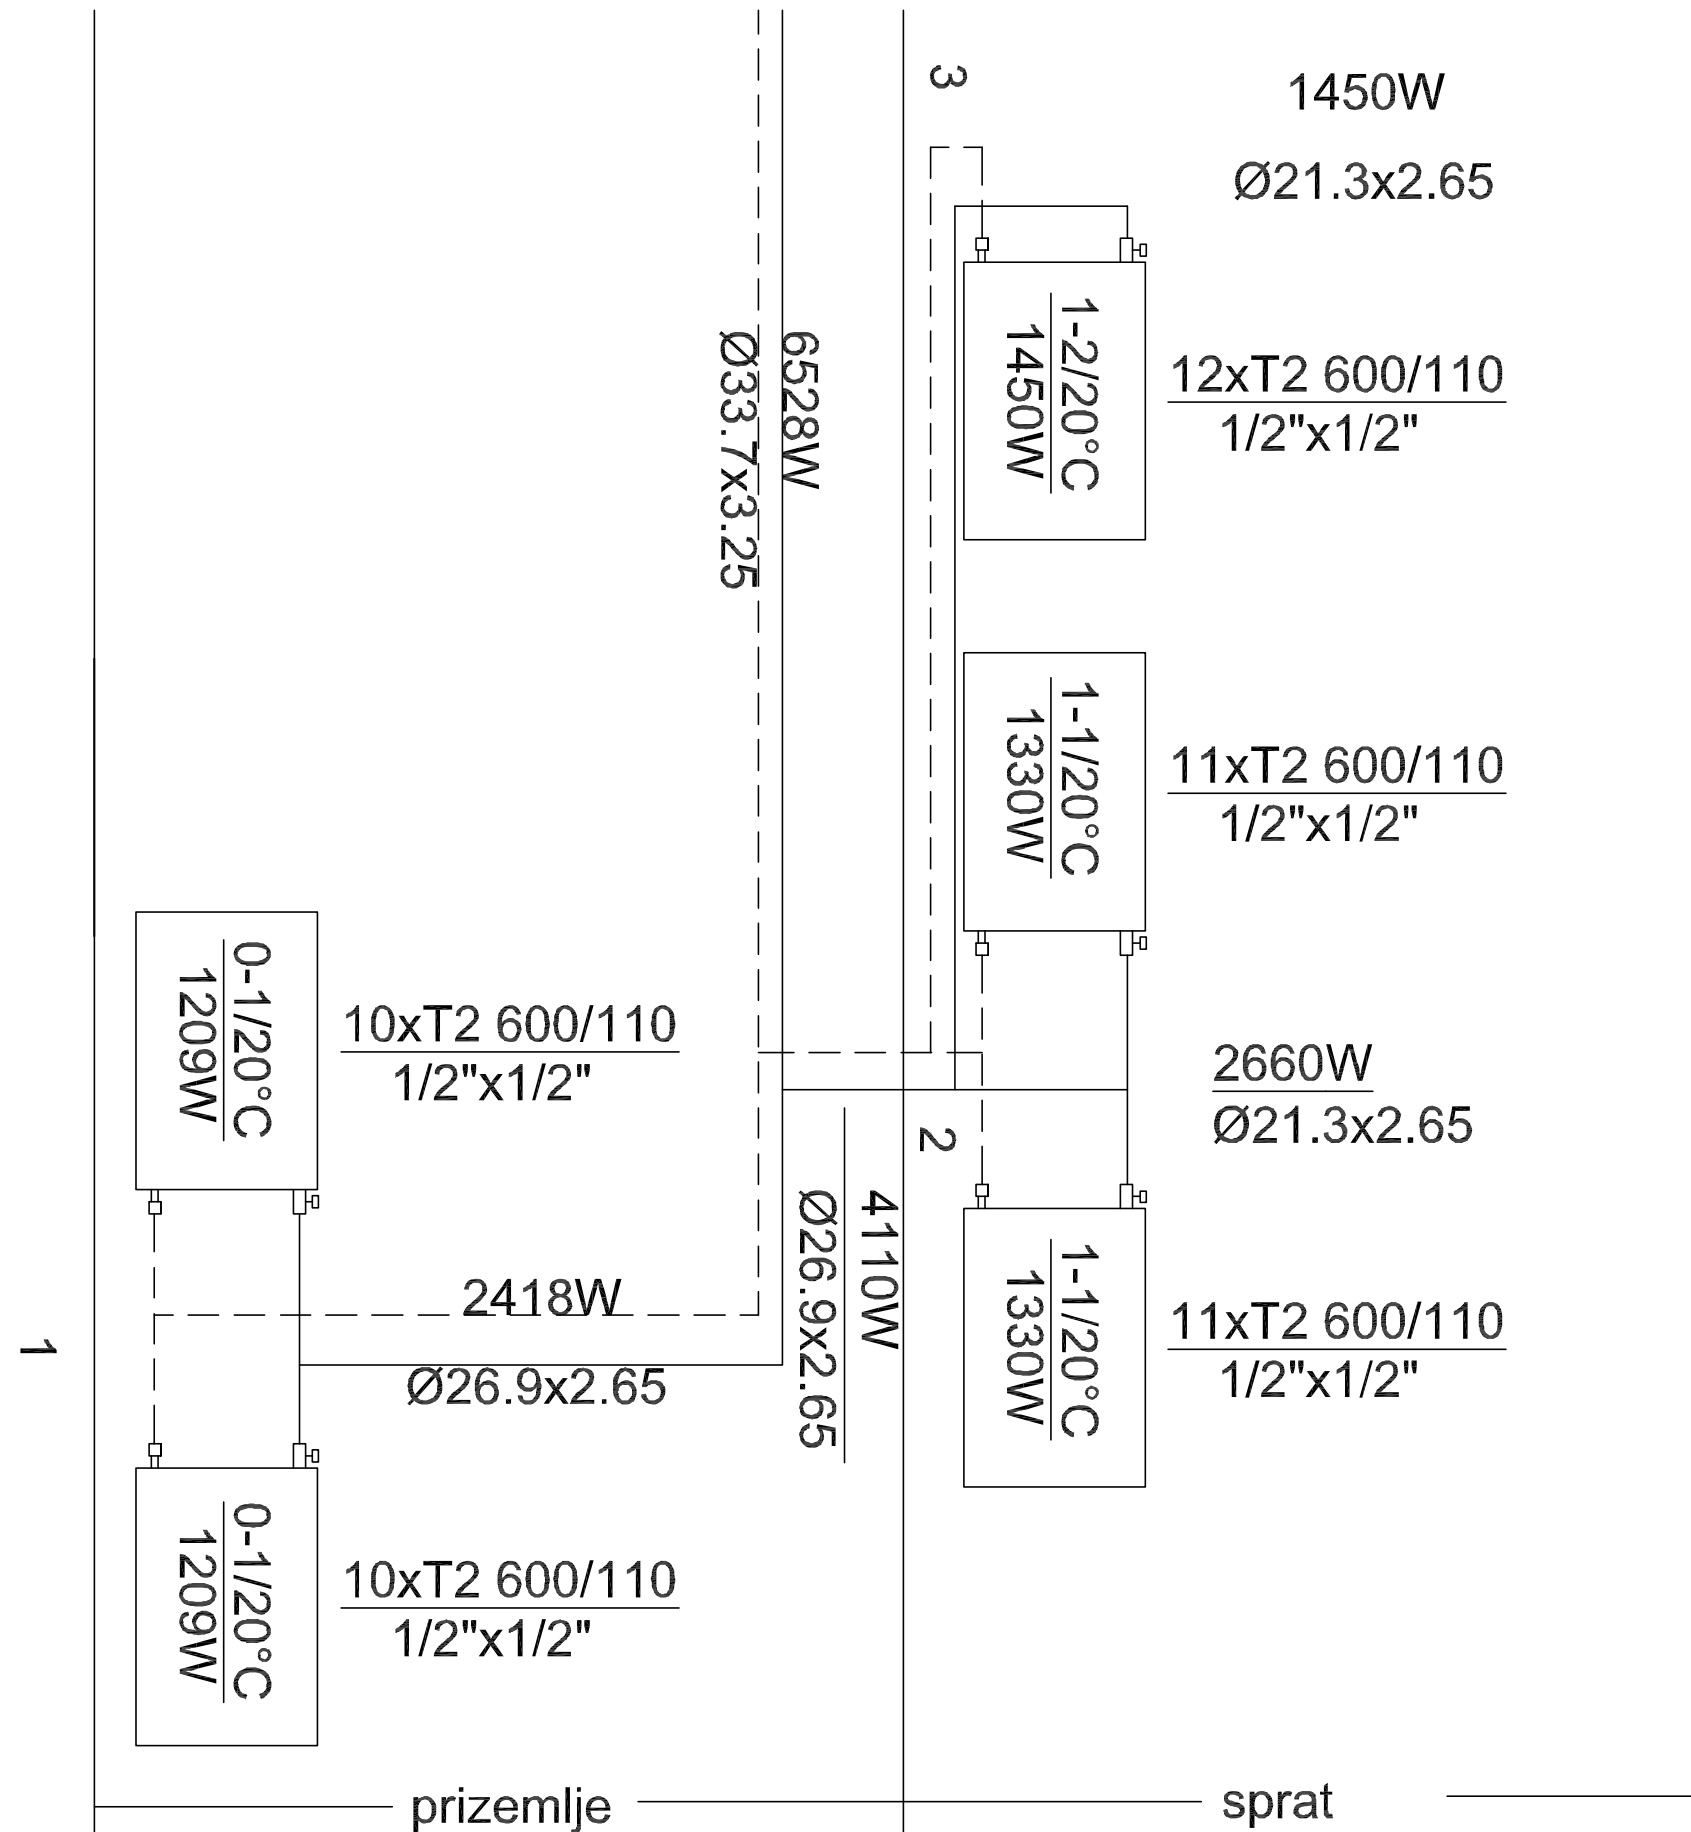 3
1450W
Ø21.3x2.65
1-2/20°C
1450W
12xT2 600/110
1/2"x1/2"
6528W
Ø33.7x3.25
1-1/20°C
1330W
11xT2 600/110
1/2"x1/2"
0-1/20°C
1209W
10xT2 600/110
1/2"x1/2"
2660W
Ø21.3x2.65
2
4110W
Ø26.9x2.65
2418W
Ø26.9x2.65
1
1-1/20°C
1330W
11xT2 600/110
1/2"x1/2"
0-1/20°C
1209W
10xT2 600/110
1/2"x1/2"
prizemlje
sprat